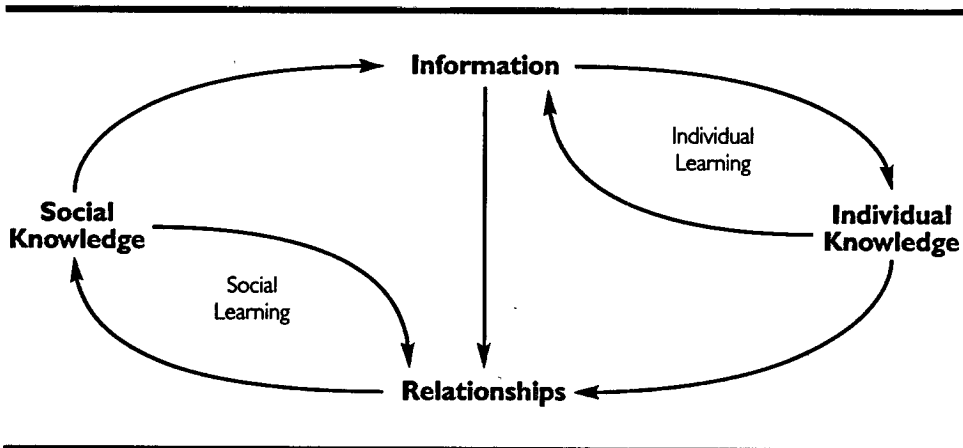 Information
Individual
Learning
Social
Knowledge
Individual
Knowledge
Social
Learning
Relationships